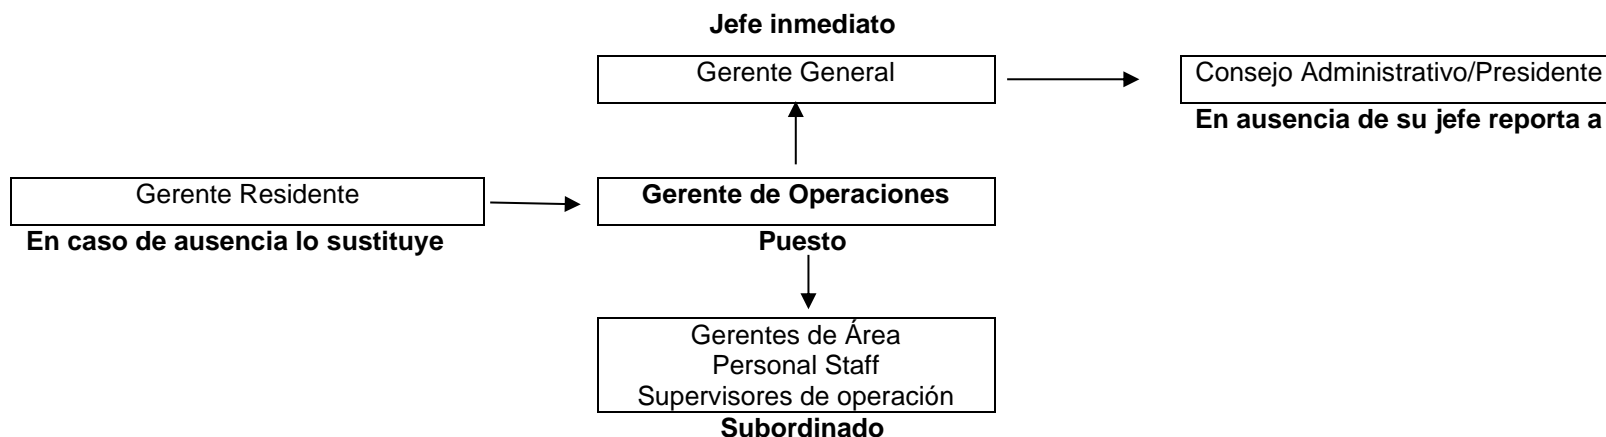 Jefe inmediato
Gerente General
Consejo Administrativo/Presidente
En ausencia de su jefe reporta a
Gerente Residente
En caso de ausencia lo sustituye
Gerente de Operaciones
Puesto
Gerentes de Área
Personal Staff
Supervisores de operación
Subordinado